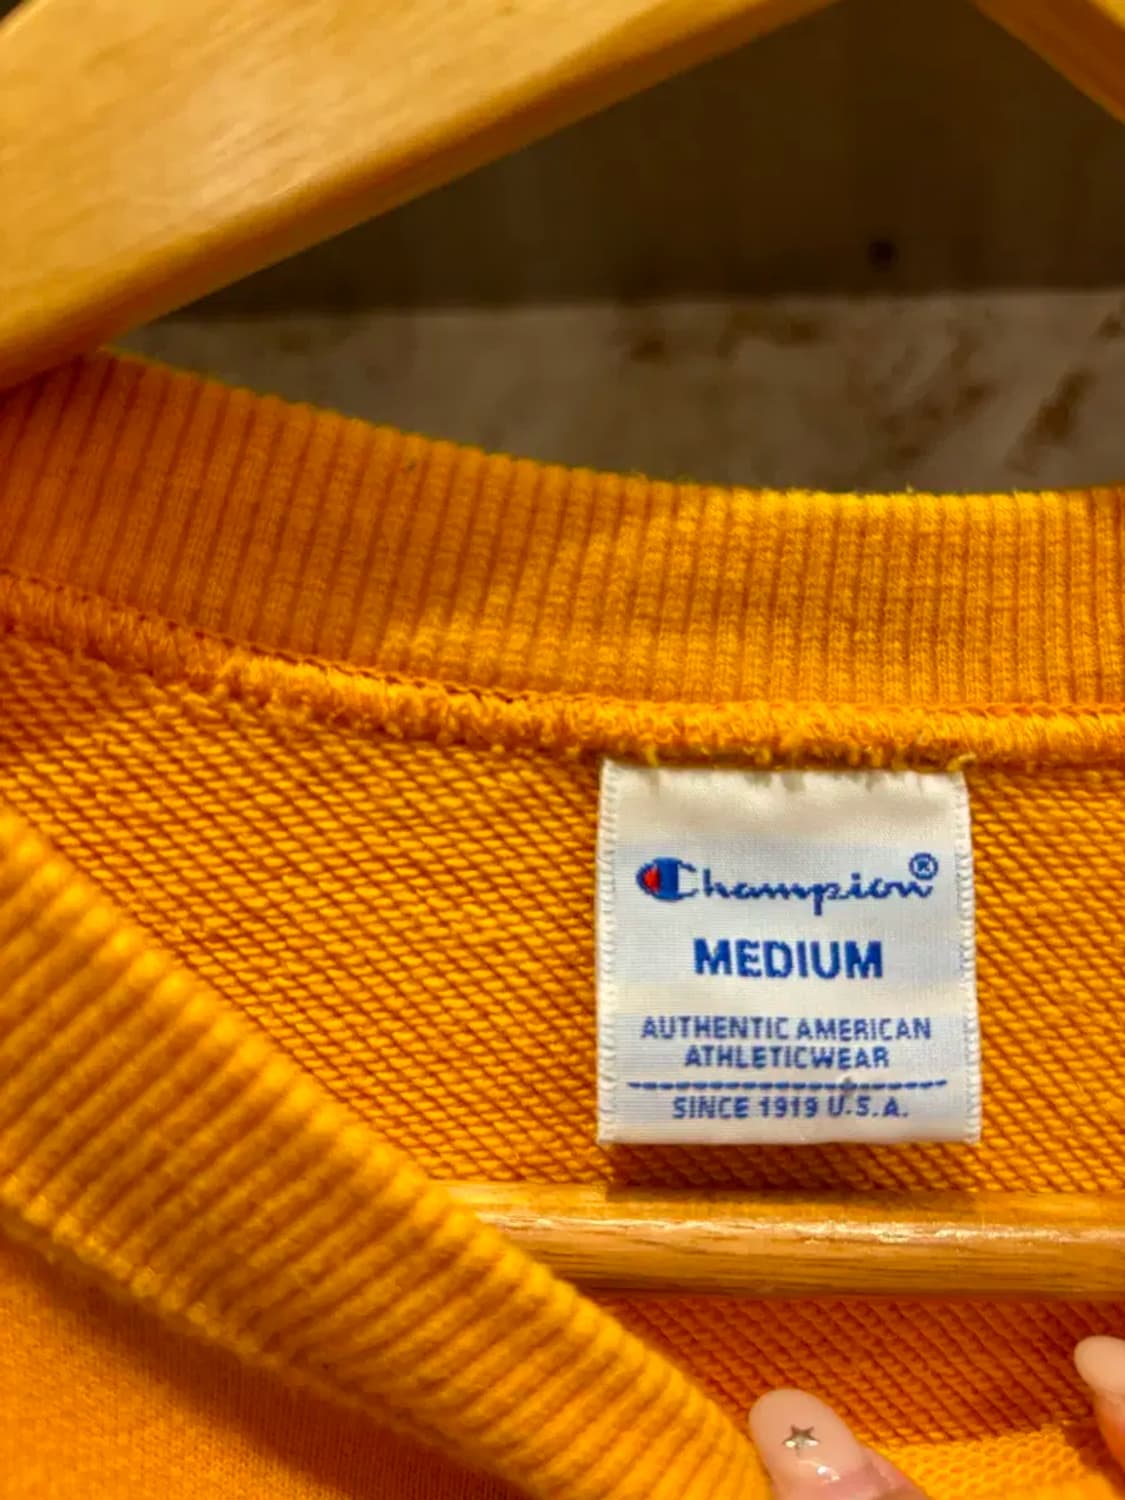 Champion®
MEDIUM
AUTHENTIC AMERICAN
ATHLETICWEAR
SINCE 1919 U.S.A.